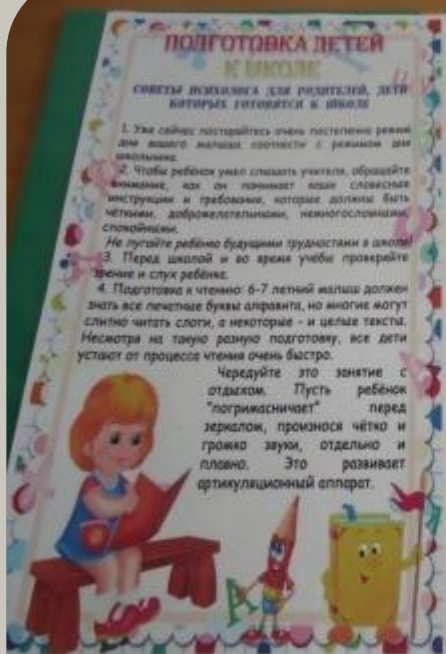 ПОДГОТОВКА ДЕТЕЙ
К ШКОЛЕ
СОВЕТЫ ПСИХОЛОГА ДЛЯ РОДИТЕЛЕЙ, ДЕТИ
КОТОРЫХ ГОТОВЯТСЯ К ШКОЛЕ
1. Уже сейчас постарайтесь очень постепенно режим
дня вашего малыша соотнести с режимом дня
школьника.
2. Чтобы ребёнок умел слышать учителя, обращайте
внимание, как он понимает ваши словесные
инструкции и требования, которые должны быть
чёткими, доброжелательными, немногословными,
спокойными.
Не пугайте ребёнка будущими трудностями в школе!
3. Перед школой и во время учёбы проверяйте
зрение и слух ребёнка.
4. Подготовка к чтению: 6-7 летний малыш должен
знать все печатные буквы алфавита, но многие могут
слитно читать слоги, а некоторые - и целые тексты.
Несмотря на такую разную подготовку, все дети
устают от процесса чтения очень быстро.
Чередуйте это занятие с
отдыхом. Пусть ребёнок
"погримасничает" перед
зеркалом, произнося чётко и
громко звуки, отдельно и
плавно. Это развивает
артикуляционный аппарат.
А